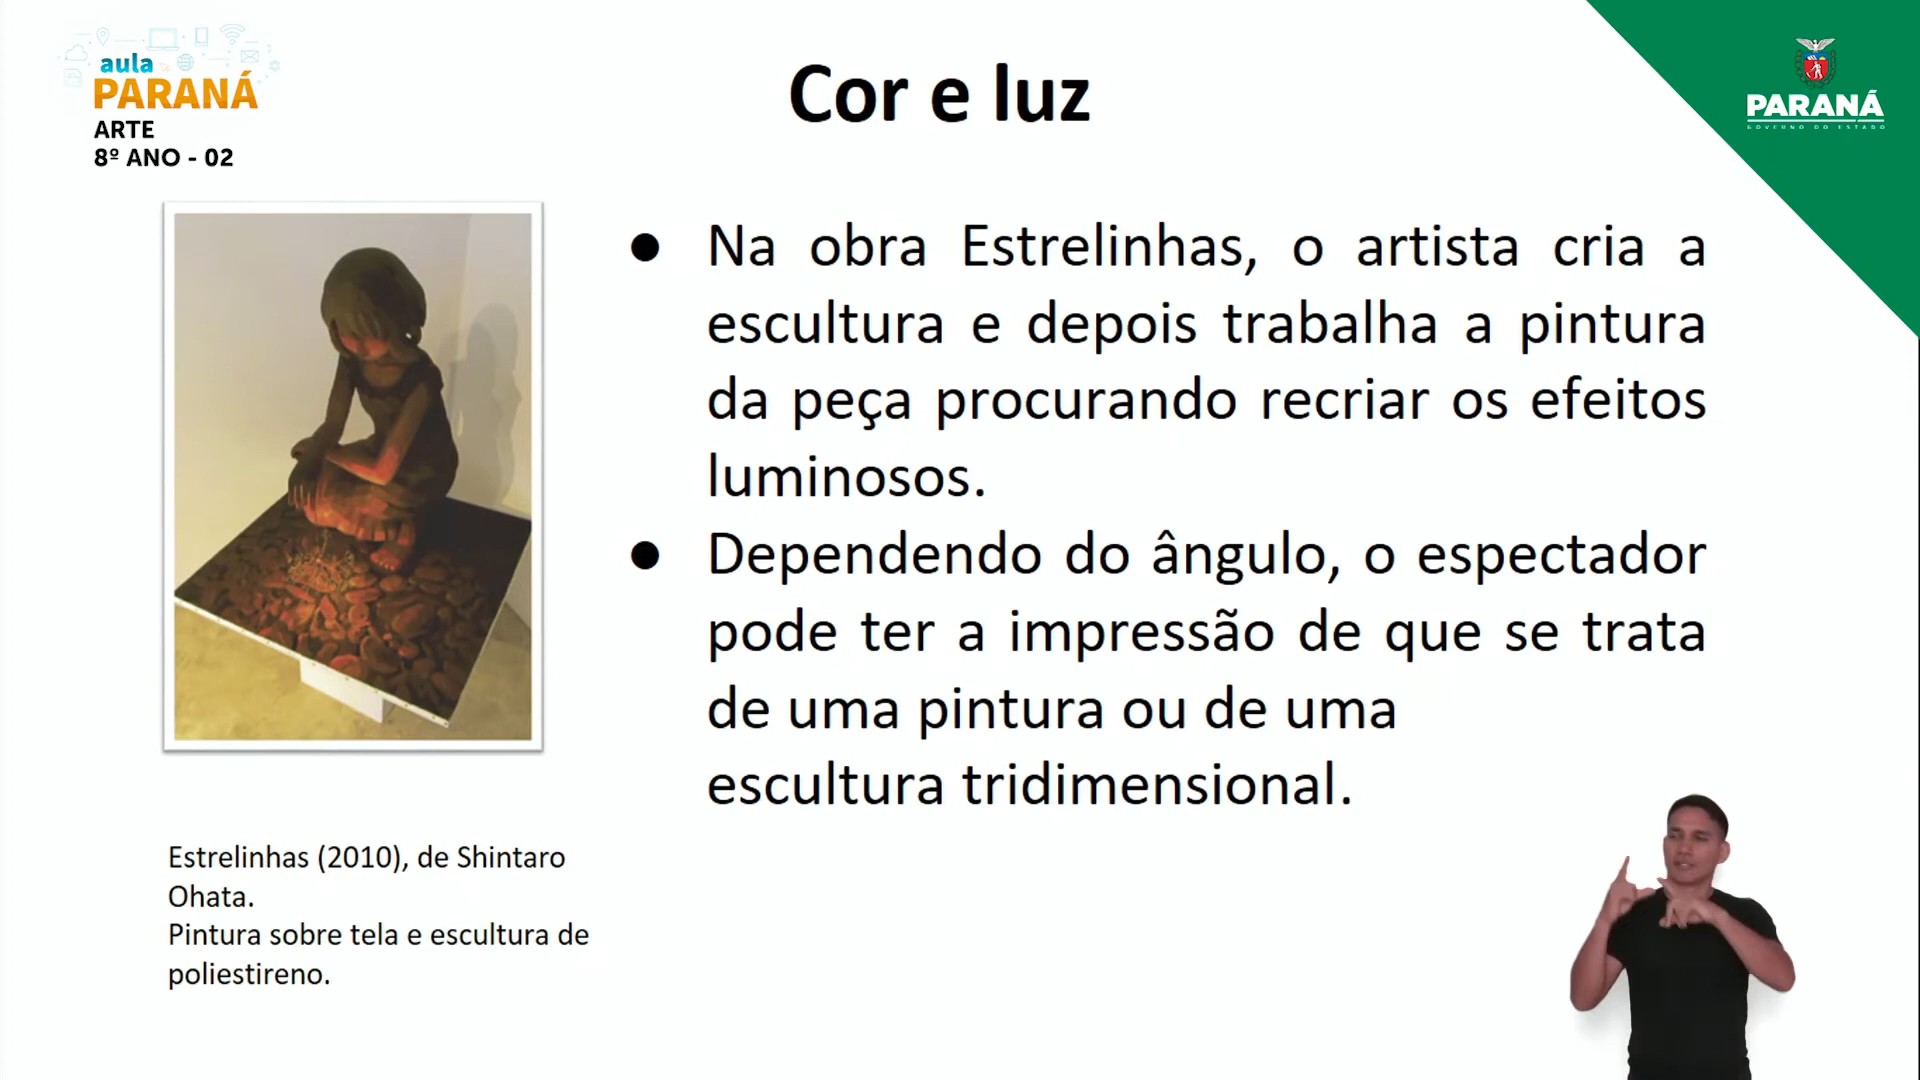 aula
PARANÁ
ARTE
8º ANO - 02
Cor e luz
PARANÁ
GOVERNO DO ESTADO
● Na obra Estrelinhas, o artista cria a
escultura e depois trabalha a pintura
da peça procurando recriar os efeitos
luminosos.
● Dependendo do ângulo, o espectador
pode ter a impressão de que se trata
de uma pintura ou de uma
escultura tridimensional.
Estrelinhas (2010), de Shintaro
Ohata.
Pintura sobre tela e escultura de
poliestireno.